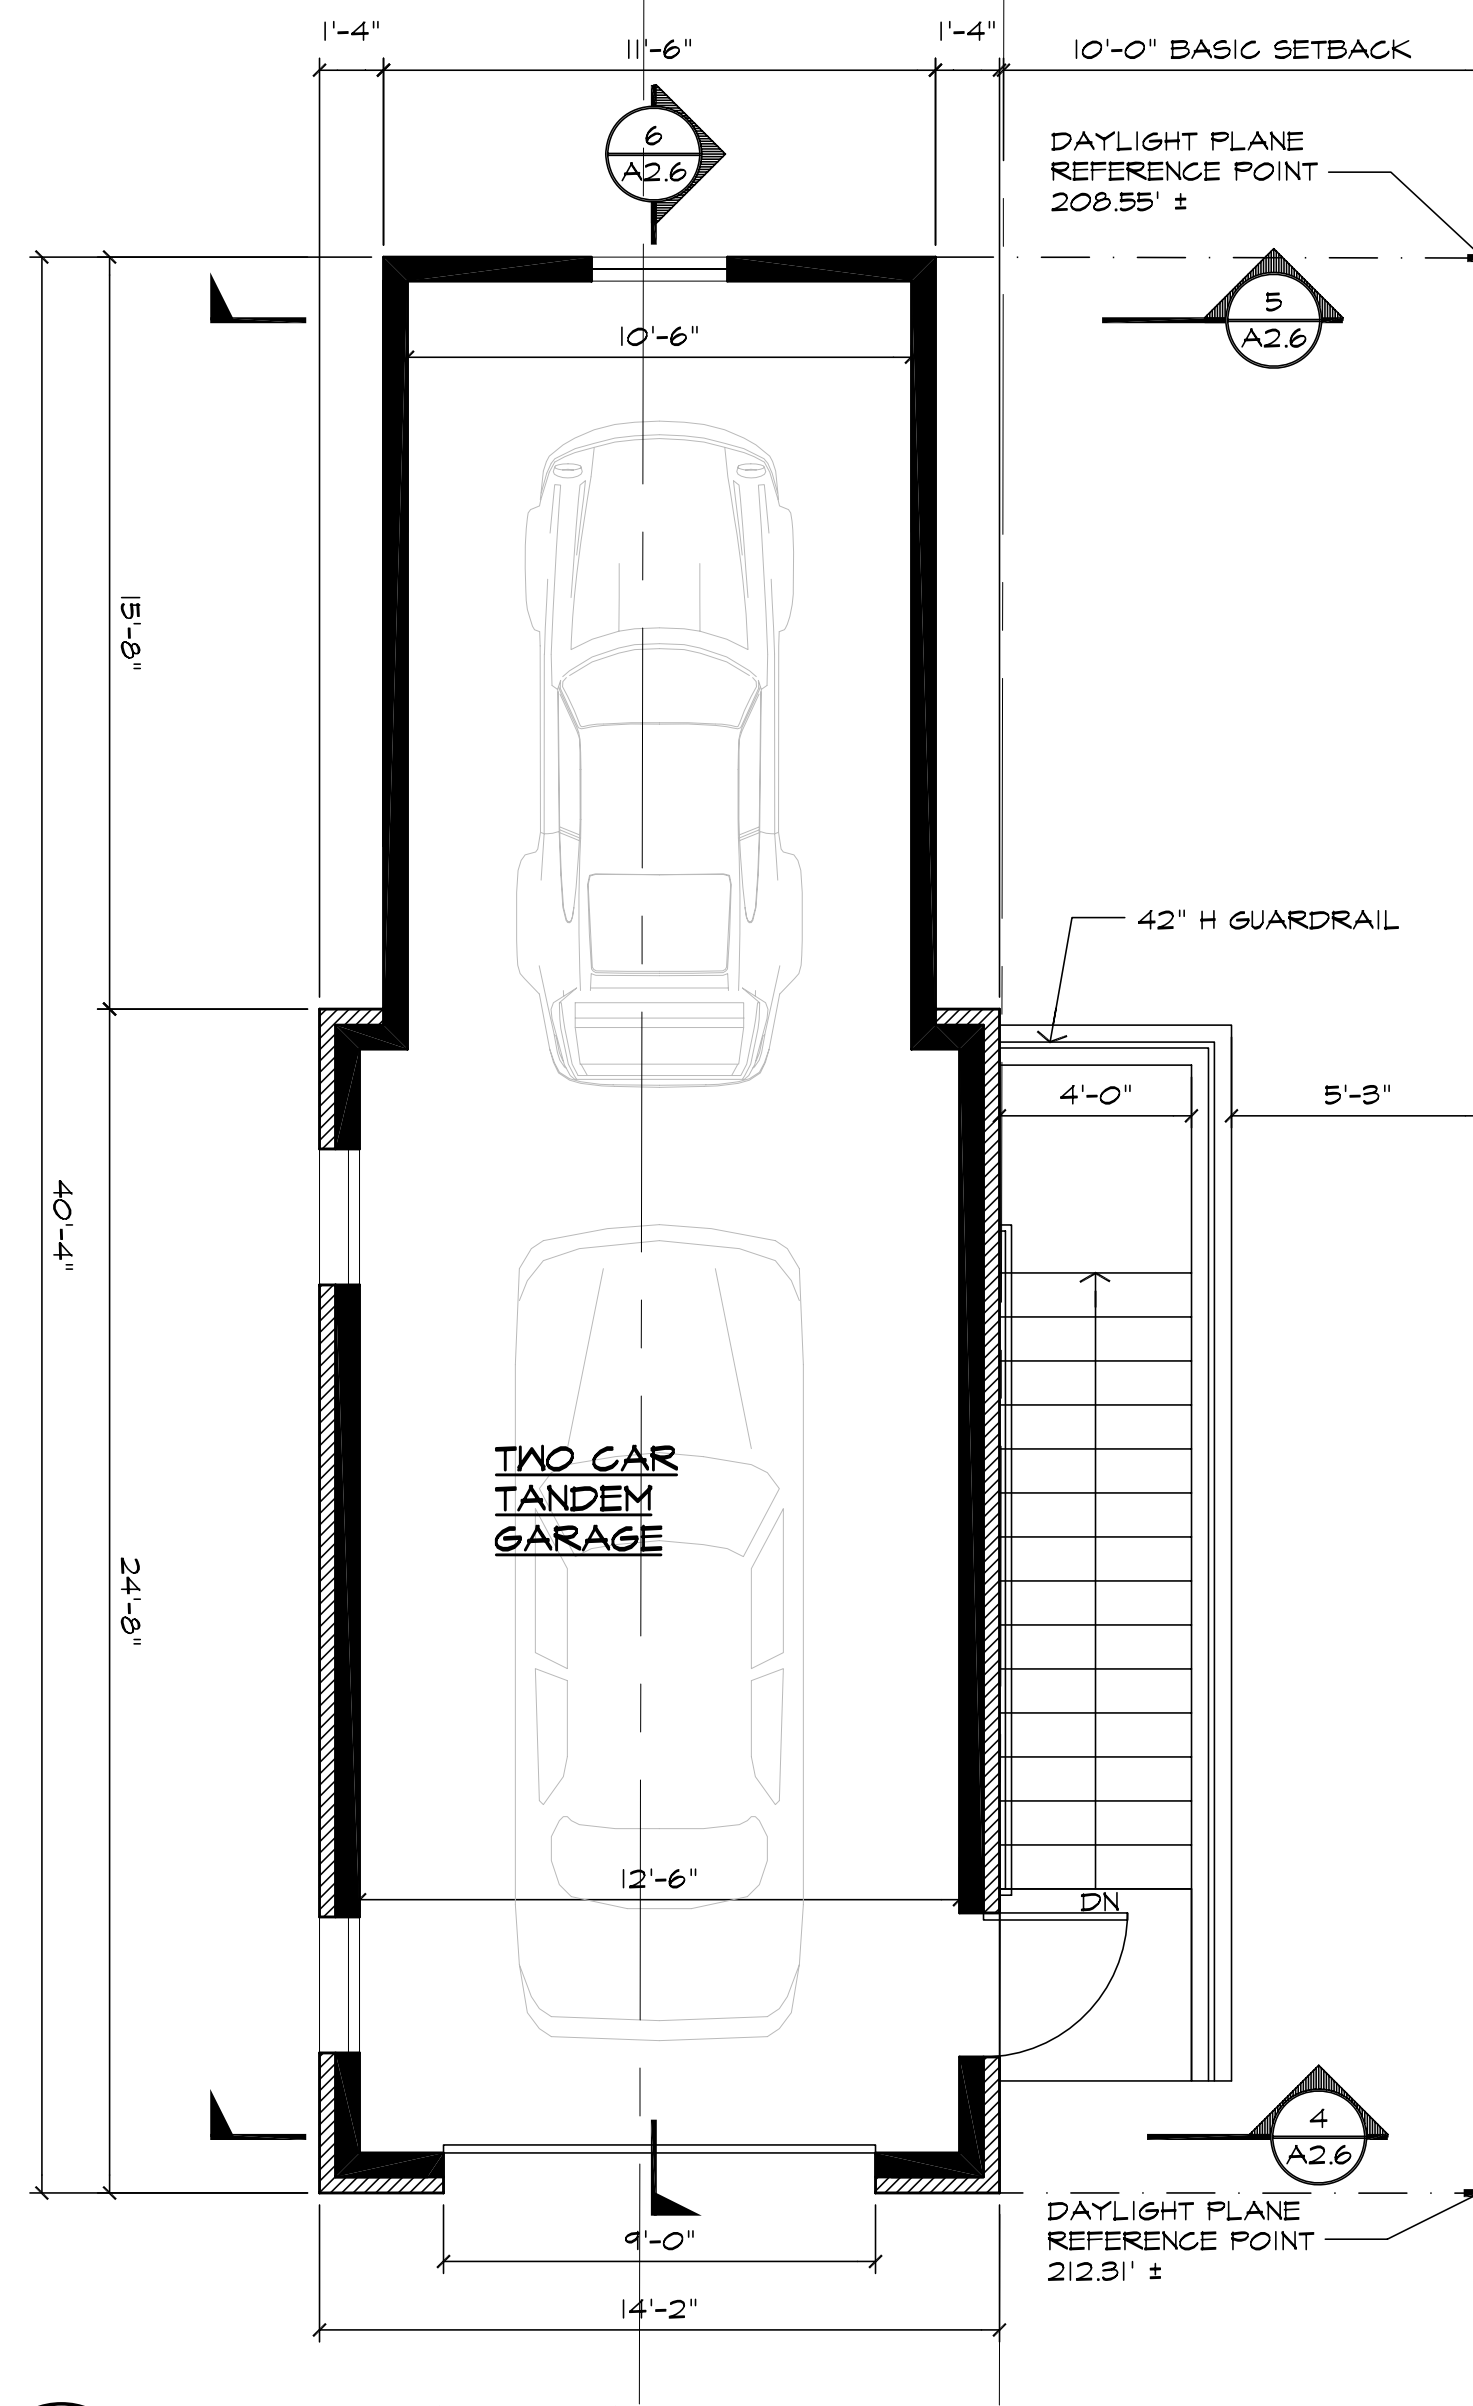 1'-4"
11'-6"
1'-4"
10'-0" BASIC SETBACK
6
A2.6
DAYLIGHT PLANE
REFERENCE POINT
208.55' ±
5
A2.6
10'-6"
15'-8"
42" H GUARDRAIL
4'-0"
5'-3"
40'-4"
TWO CAR
TANDEM
GARAGE
24'-8"
12'-6"
DN
4
A2.6
DAYLIGHT PLANE
REFERENCE POINT
212.31' ±
9'-0"
14'-2"